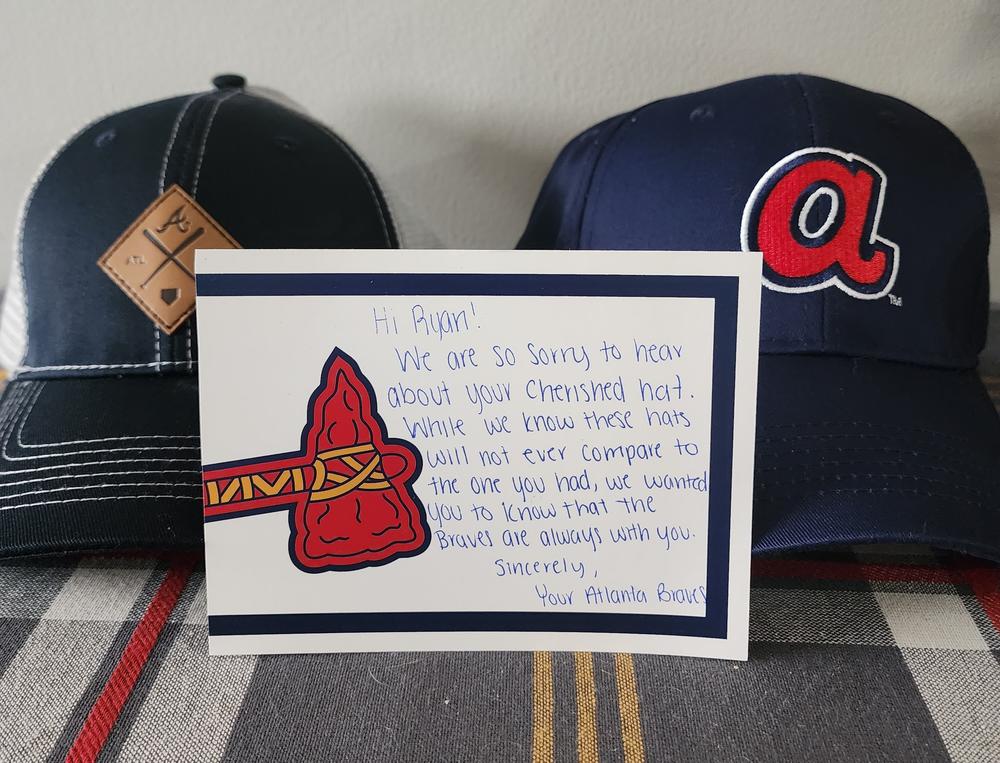 a
TM
Hi Ryan!
We are so sorry to hear
about your cherished hat.
While we know these hats
will not ever compare to
the one you had, we wanted
you to know that the
Braves are always with you.
Sincerely,
Your Atlanta Braves